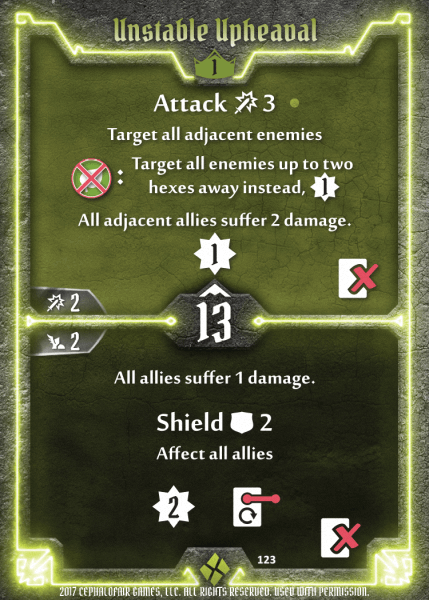 Unstable Upheaval
1
Attack 3
Target all adjacent enemies
: Target all enemies up to two
hexes away instead, 1
All adjacent allies suffer 2 damage.
1
2
13
2
All allies suffer 1 damage.
Shield 2
Affect all allies
2
123
2017 CEPHALOFAIR GAMES, LLC. ALL RIGHTS RESERVED. USED WITH PERMISSION.